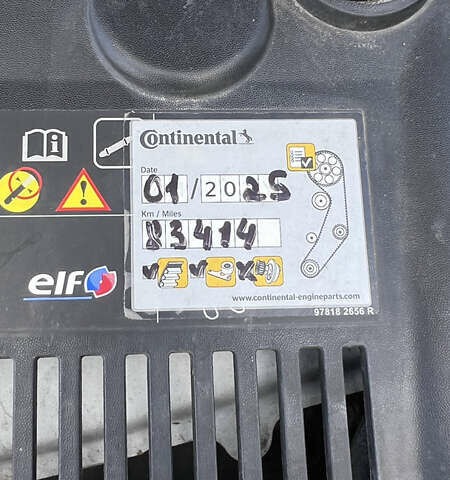 Continental
Date
01/2025
Km / Miles
83414
elf
www.continental-engineparts.com
97818 2656 R